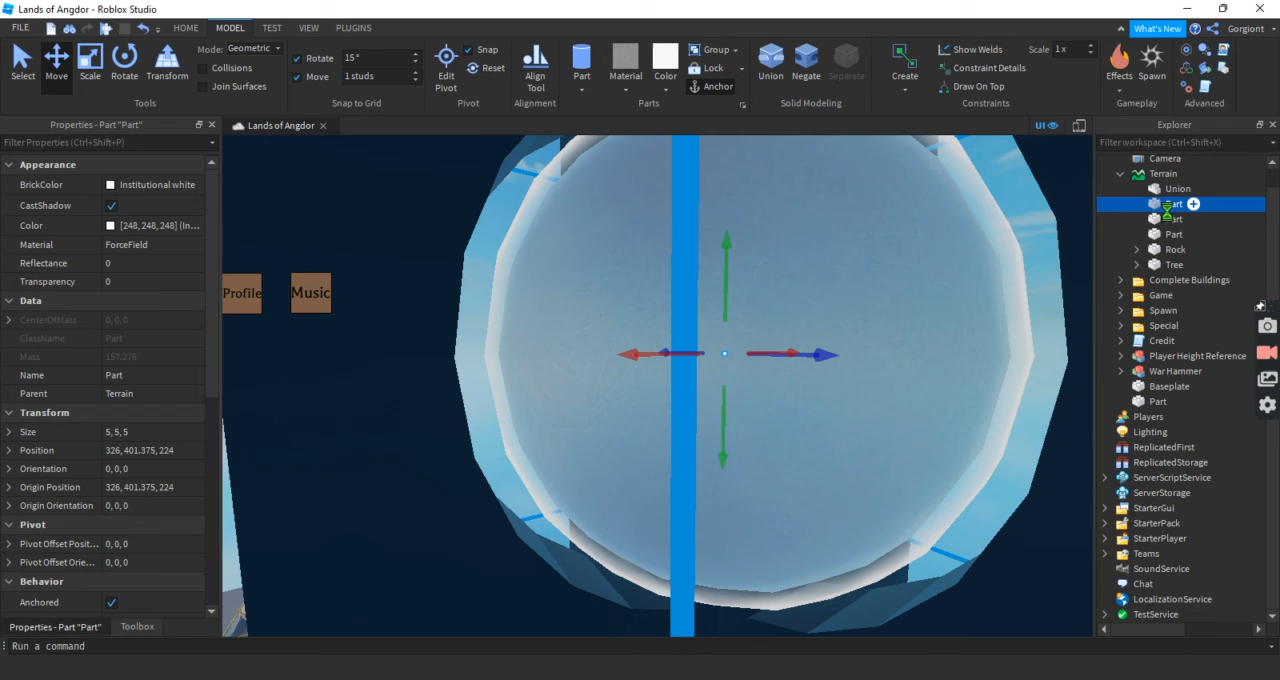 Lands of Angdor - Roblox Studio
FILE HOME MODEL TEST VIEW PLUGINS What's New Gorgiont
Select Move Scale Rotate Transform
Mode: Geometric
Collisions
Join Surfaces
Tools
Rotate 15°
Move 1 studs
Snap to Grid
Edit Pivot
Snap
Reset
Pivot
Align Tool
Alignment
Part Material Color
Group
Lock
Anchor
Parts
Union Negate Separate
Solid Modeling
Create
Show Welds Scale 1x
Constraint Details
Draw On Top
Constraints
Effects Spawn
Gameplay
Advanced
Properties - Part "Part"
Filter Properties (Ctrl+Shift+P)
Appearance
BrickColor Institutional white
CastShadow
Color [248, 248, 248] (In...
Material ForceField
Reflectance 0
Transparency 0
Data
CenterOfMass 0, 0, 0
ClassName Part
Mass 157.276
Name Part
Parent Terrain
Transform
Size 5, 5, 5
Position 326, 401.375, 224
Orientation 0, 0, 0
Origin Position 326, 401.375, 224
Origin Orientation 0, 0, 0
Pivot
Pivot Offset Posit... 0, 0, 0
Pivot Offset Orie... 0, 0, 0
Behavior
Anchored
Properties - Part "Part" Toolbox
Run a command
Lands of Angdor
UI
Profile
Music
Explorer
Filter workspace (Ctrl+Shift+X)
Camera
Terrain
Union
Part
Rock
Tree
Complete Buildings
Game
Spawn
Special
Credit
Player Height Reference
War Hammer
Baseplate
Part
Players
Lighting
ReplicatedFirst
ReplicatedStorage
ServerScriptService
ServerStorage
StarterGui
StarterPack
StarterPlayer
Teams
SoundService
Chat
LocalizationService
TestService